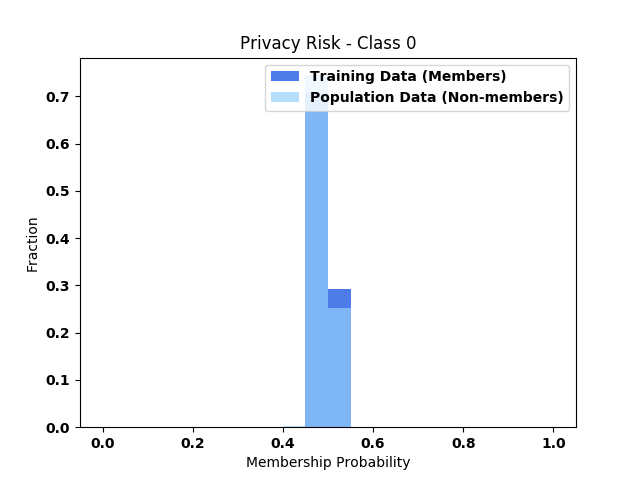 Privacy Risk - Class 0
Training Data (Members)
Population Data (Non-members)
0.7
0.6
0.5
0.4
0.3
0.2
0.1
0.0
Fraction
0.0 0.2 0.4 0.6 0.8 1.0
Membership Probability